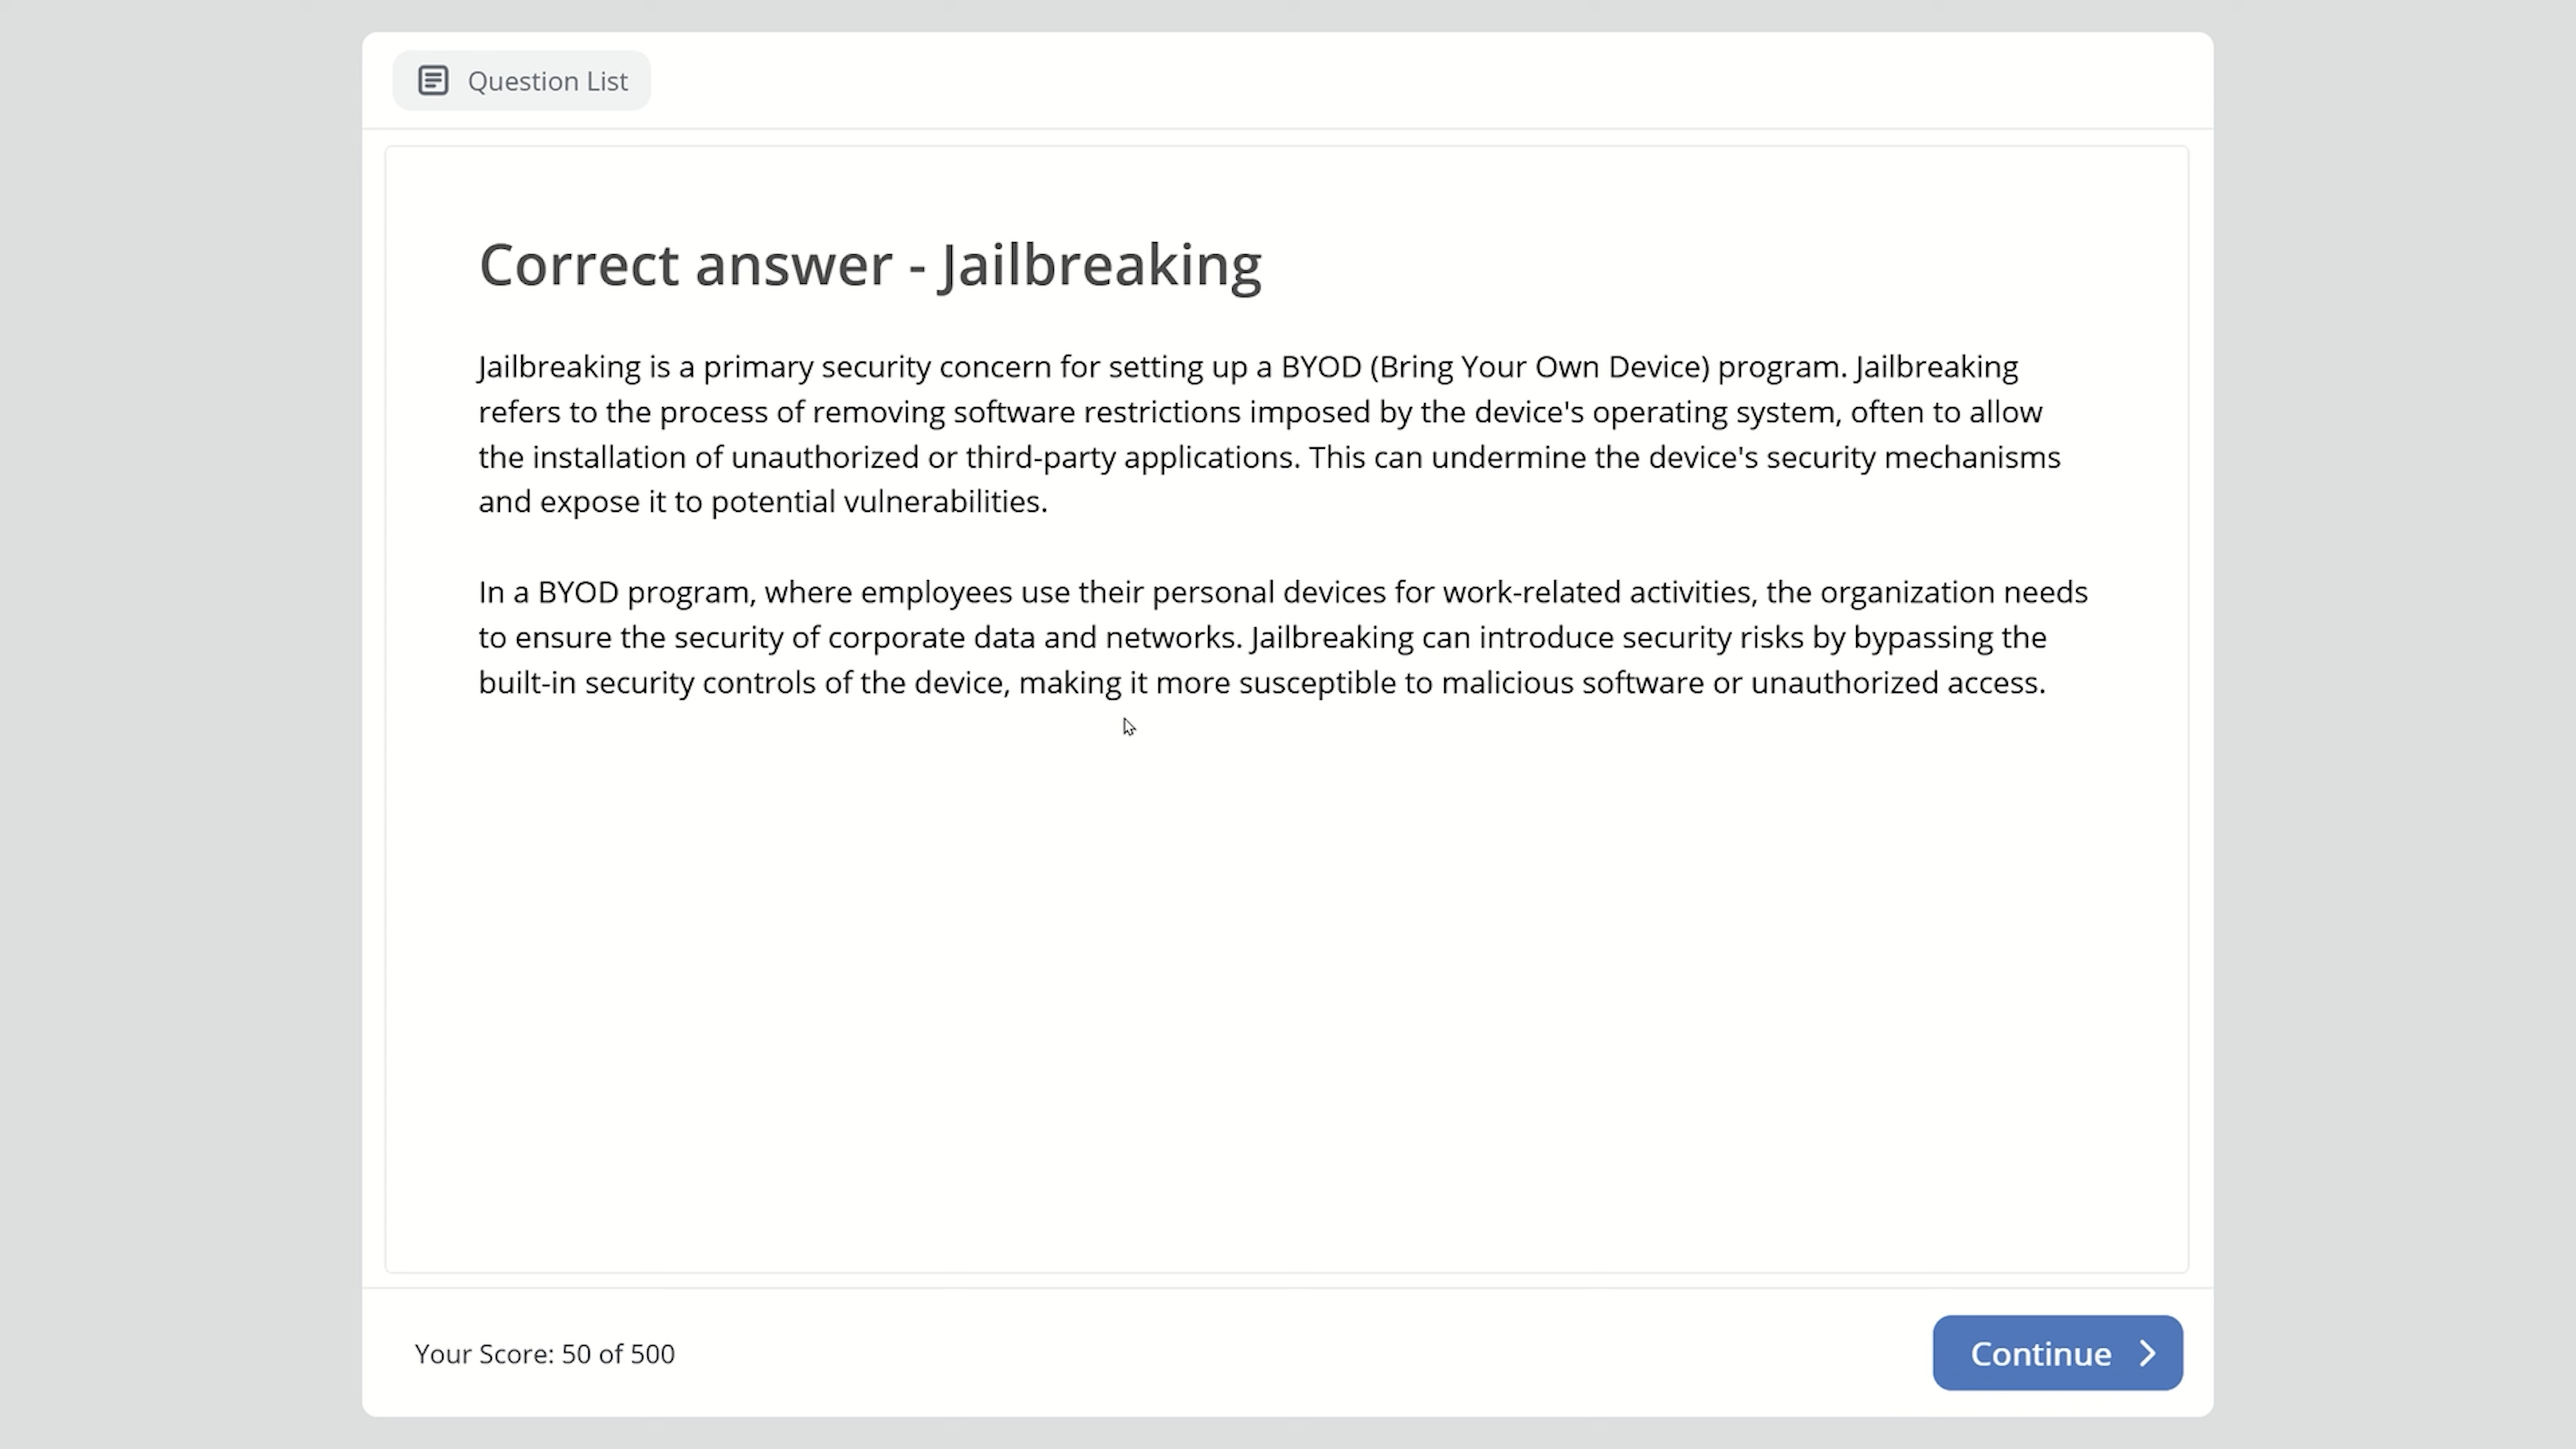 Question List
Correct answer - Jailbreaking
Jailbreaking is a primary security concern for setting up a BYOD (Bring Your Own Device) program. Jailbreaking
refers to the process of removing software restrictions imposed by the device's operating system, often to allow
the installation of unauthorized or third-party applications. This can undermine the device's security mechanisms
and expose it to potential vulnerabilities.
In a BYOD program, where employees use their personal devices for work-related activities, the organization needs
to ensure the security of corporate data and networks. Jailbreaking can introduce security risks by bypassing the
built-in security controls of the device, making it more susceptible to malicious software or unauthorized access.
Your Score: 50 of 500
Continue